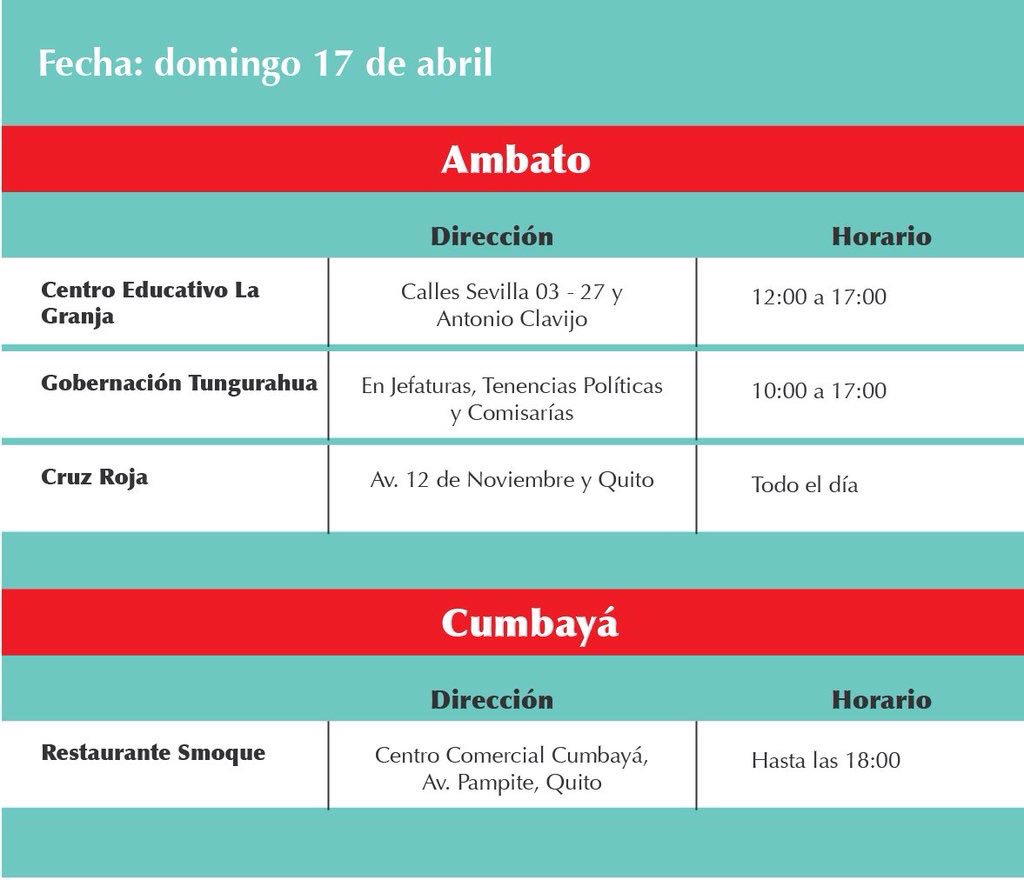 Fecha: domingo 17 de abril
Ambato
Dirección
Horario
Centro Educativo La
Granja
Calles Sevilla 03 - 27 y
Antonio Clavijo
12:00 a 17:00
Gobernación Tungurahua
En Jefaturas, Tenencias Políticas
y Comisarías
10:00 a 17:00
Cruz Roja
Av. 12 de Noviembre y Quito
Todo el día
Cumbayá
Dirección
Horario
Restaurante Smoque
Centro Comercial Cumbayá,
Av. Pampite, Quito
Hasta las 18:00